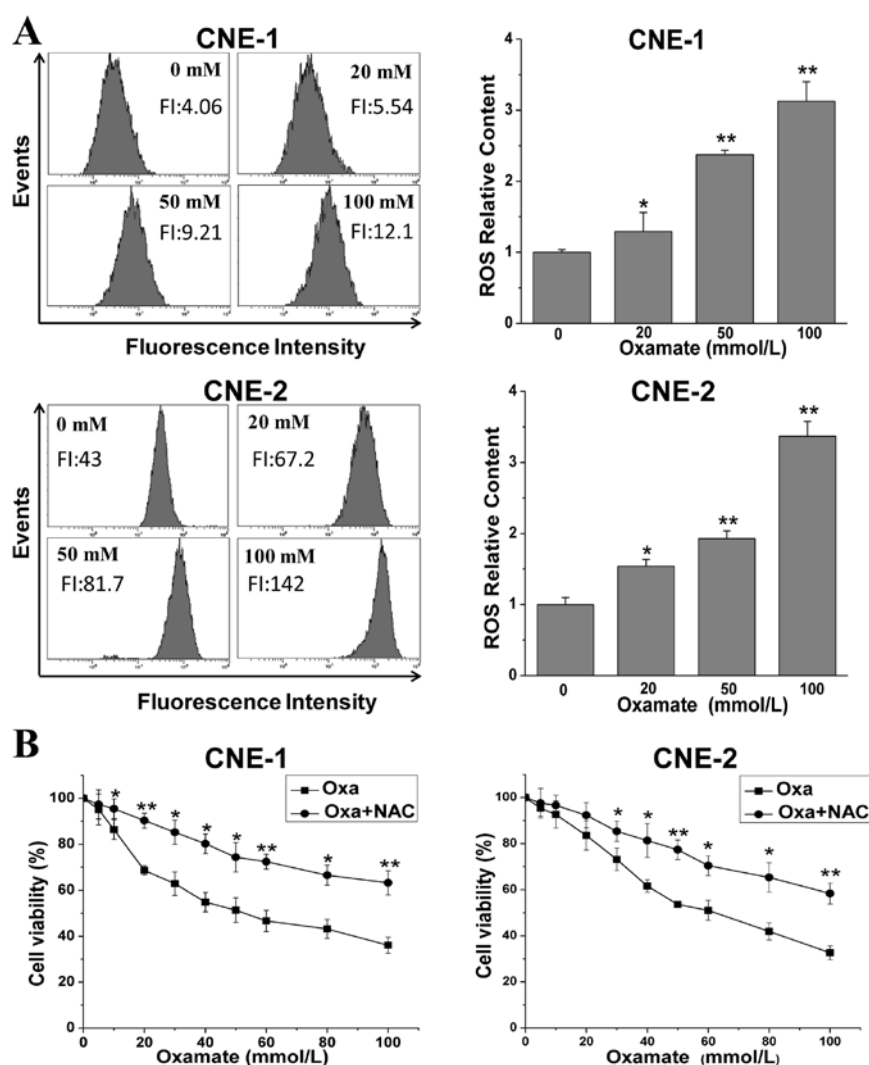 A
CNE-1
0 mM
FI:4.06
20 mM
FI:5.54
50 mM
FI:9.21
100 mM
FI:12.1
Events
Fluorescence Intensity
CNE-1
ROS Relative Content
4
3
2
1
0
*
**
**
0 20 50 100
Oxamate (mmol/L)
CNE-2
0 mM
FI:43
20 mM
FI:67.2
50 mM
FI:81.7
100 mM
FI:142
Events
Fluorescence Intensity
CNE-2
ROS Relative Content
4
3
2
1
0
*
**
**
0 20 50 100
Oxamate (mmol/L)
B
CNE-1
Oxa
Oxa+NAC
Cell viability (%)
100
80
60
40
20
0
* ** * * * ** * **
0 20 40 60 80 100
Oxamate (mmol/L)
CNE-2
Oxa
Oxa+NAC
Cell viability (%)
100
80
60
40
20
0
* * ** * * **
0 20 40 60 80 100
Oxamate (mmol/L)